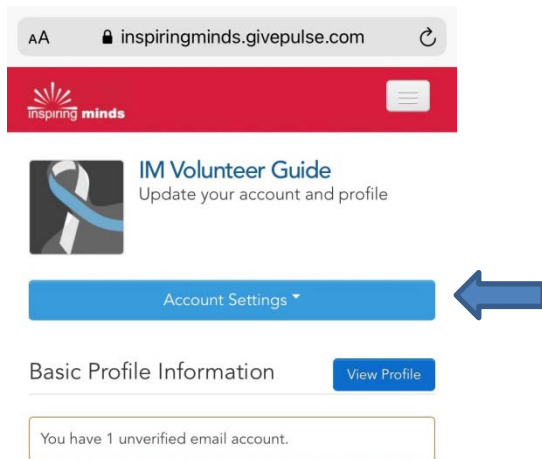 AA inspiringminds.givepulse.com
inspiring minds
IM Volunteer Guide
Update your account and profile
Account Settings
Basic Profile Information View Profile
You have 1 unverified email account.